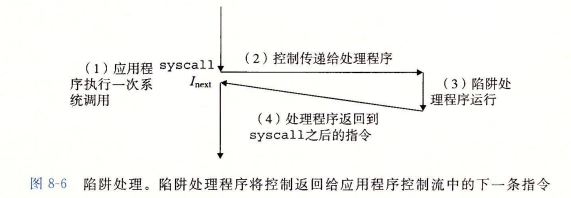 （1）应用程
序执行一次系
统调用
syscall
Inext
（2）控制传递给处理程序
（3）陷阱处
理程序运行
（4）处理程序返回到
syscall之后的指令
图 8-6 陷阱处理。陷阱处理程序将控制返回给应用程序控制流中的下一条指令